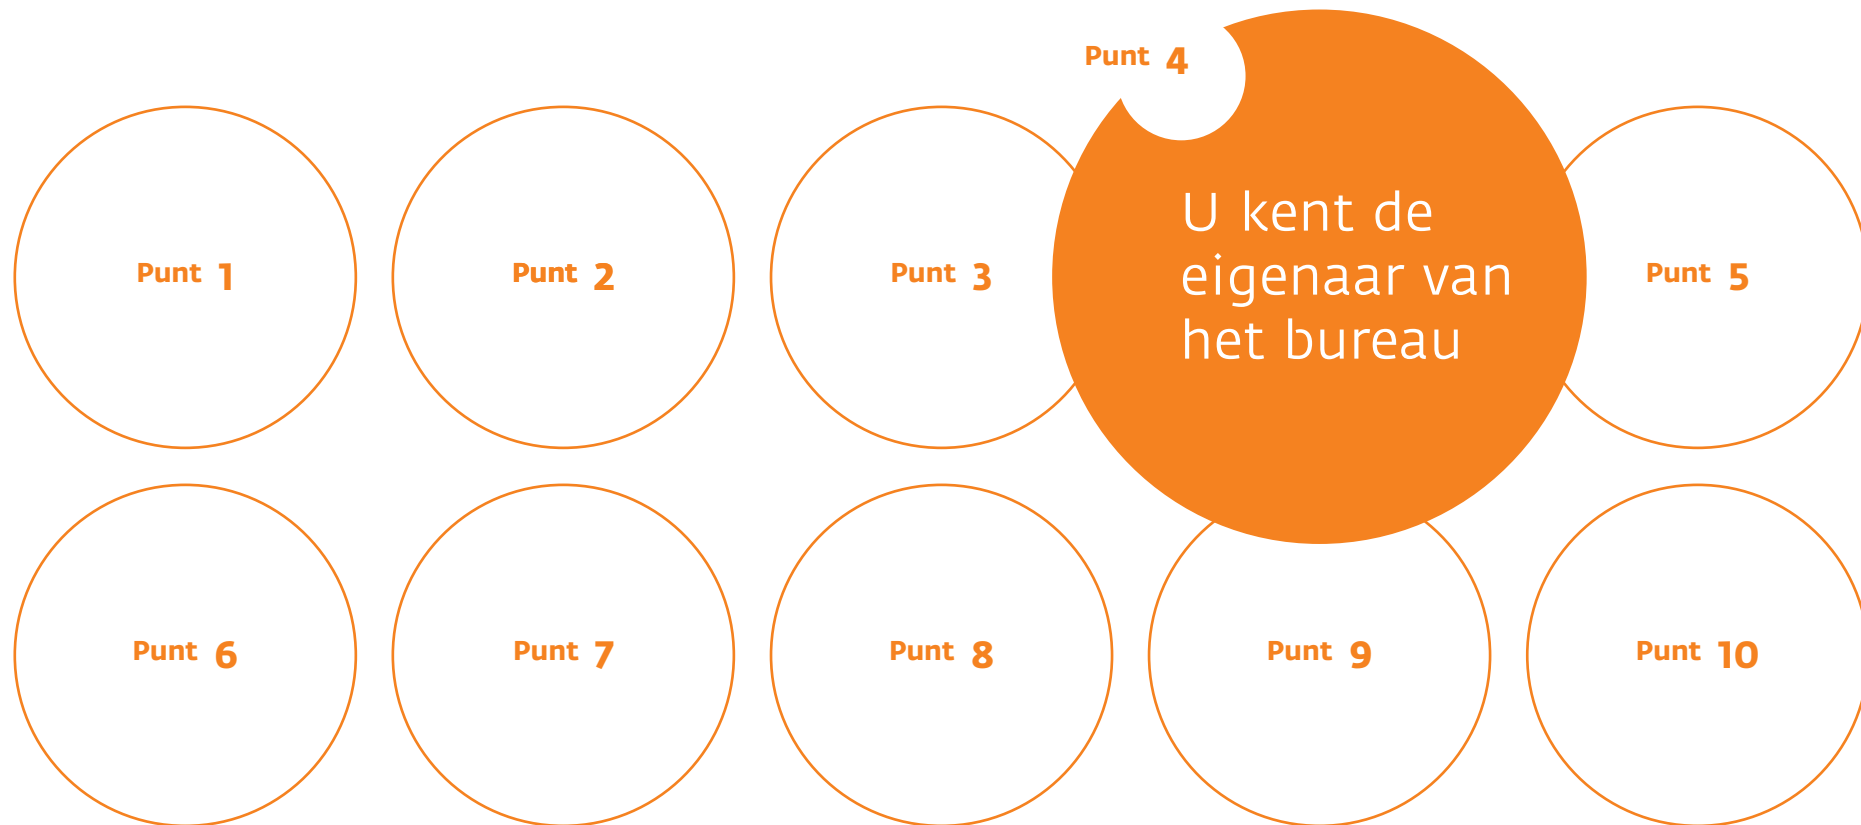 Punt 4
Punt 1
Punt 2
Punt 3
U kent de
eigenaar van
het bureau
Punt 5
Punt 6
Punt 7
Punt 8
Punt 9
Punt 10